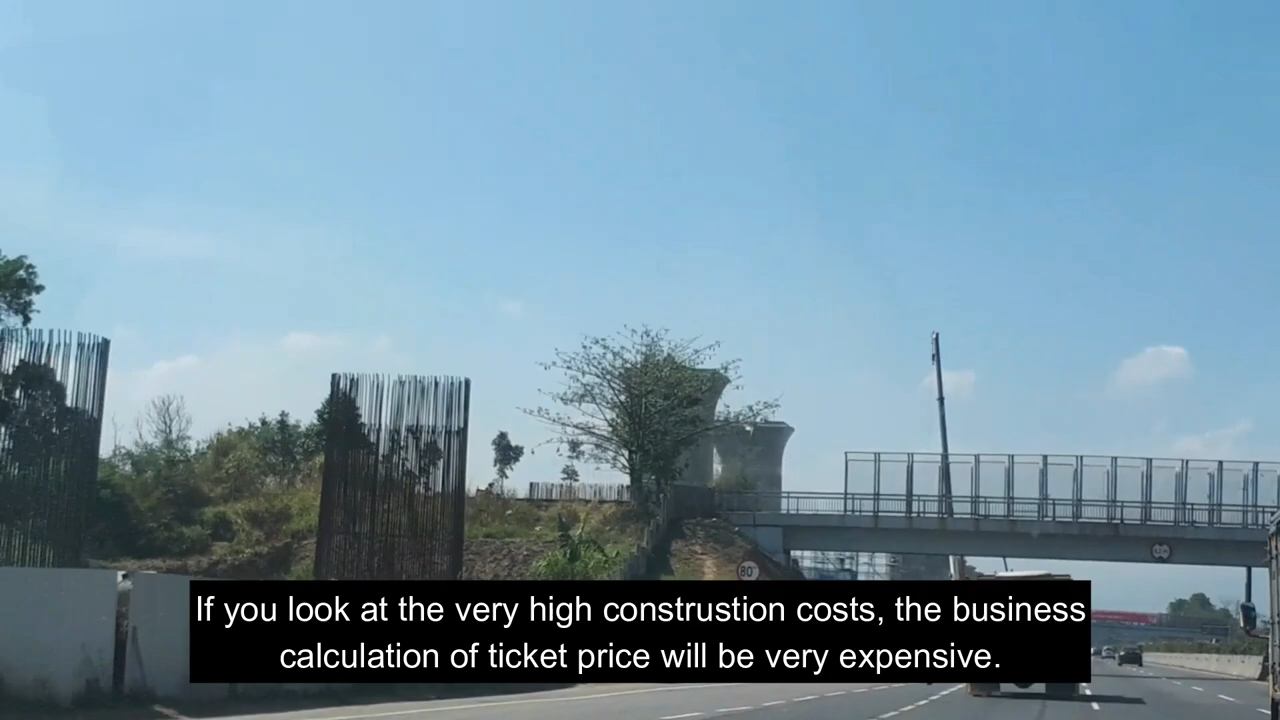 80
If you look at the very high construstion costs, the business
calculation of ticket price will be very expensive.